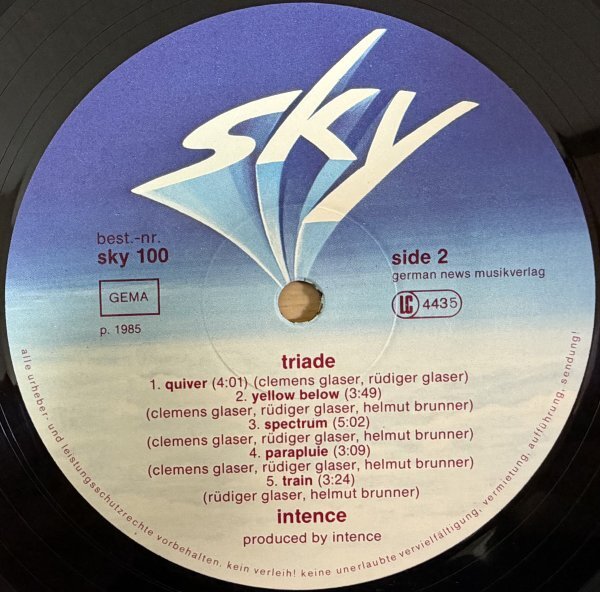 sky
best.-nr.
sky 100
GEMA
p. 1985
side 2
german news musikverlag
LC 4435
triade
1. quiver (4:01) (clemens glaser, rüdiger glaser)
2. yellow below (3:49)
(clemens glaser, rüdiger glaser, helmut brunner)
3. spectrum (5:02)
(clemens glaser, rüdiger glaser, helmut brunner)
4. parapluie (3:09)
(clemens glaser, rüdiger glaser, helmut brunner)
5. train (3:24)
(rüdiger glaser, helmut brunner)
intence
produced by intence
alle urheber- und leistungsschutzrechte vorbehalten. kein verleih! keine unerlaubte vervielfältigung, vermietung, aufführung, sendung!